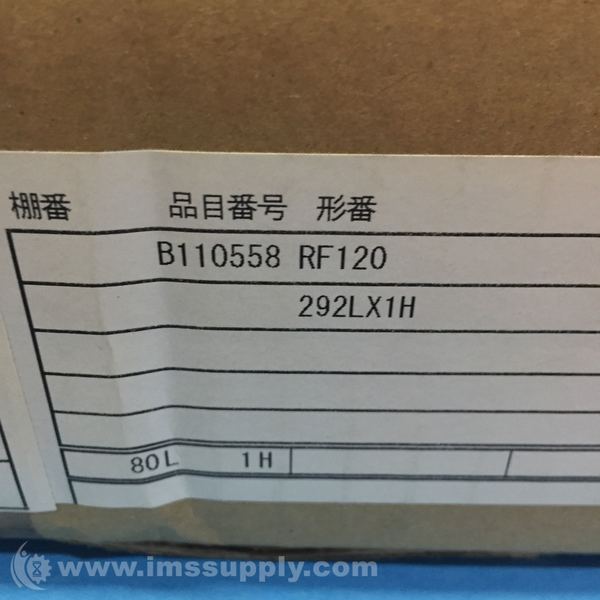 棚番 品目番号 形番
B110558 RF120
292LX1H
80L 1H
www.imssupply.com